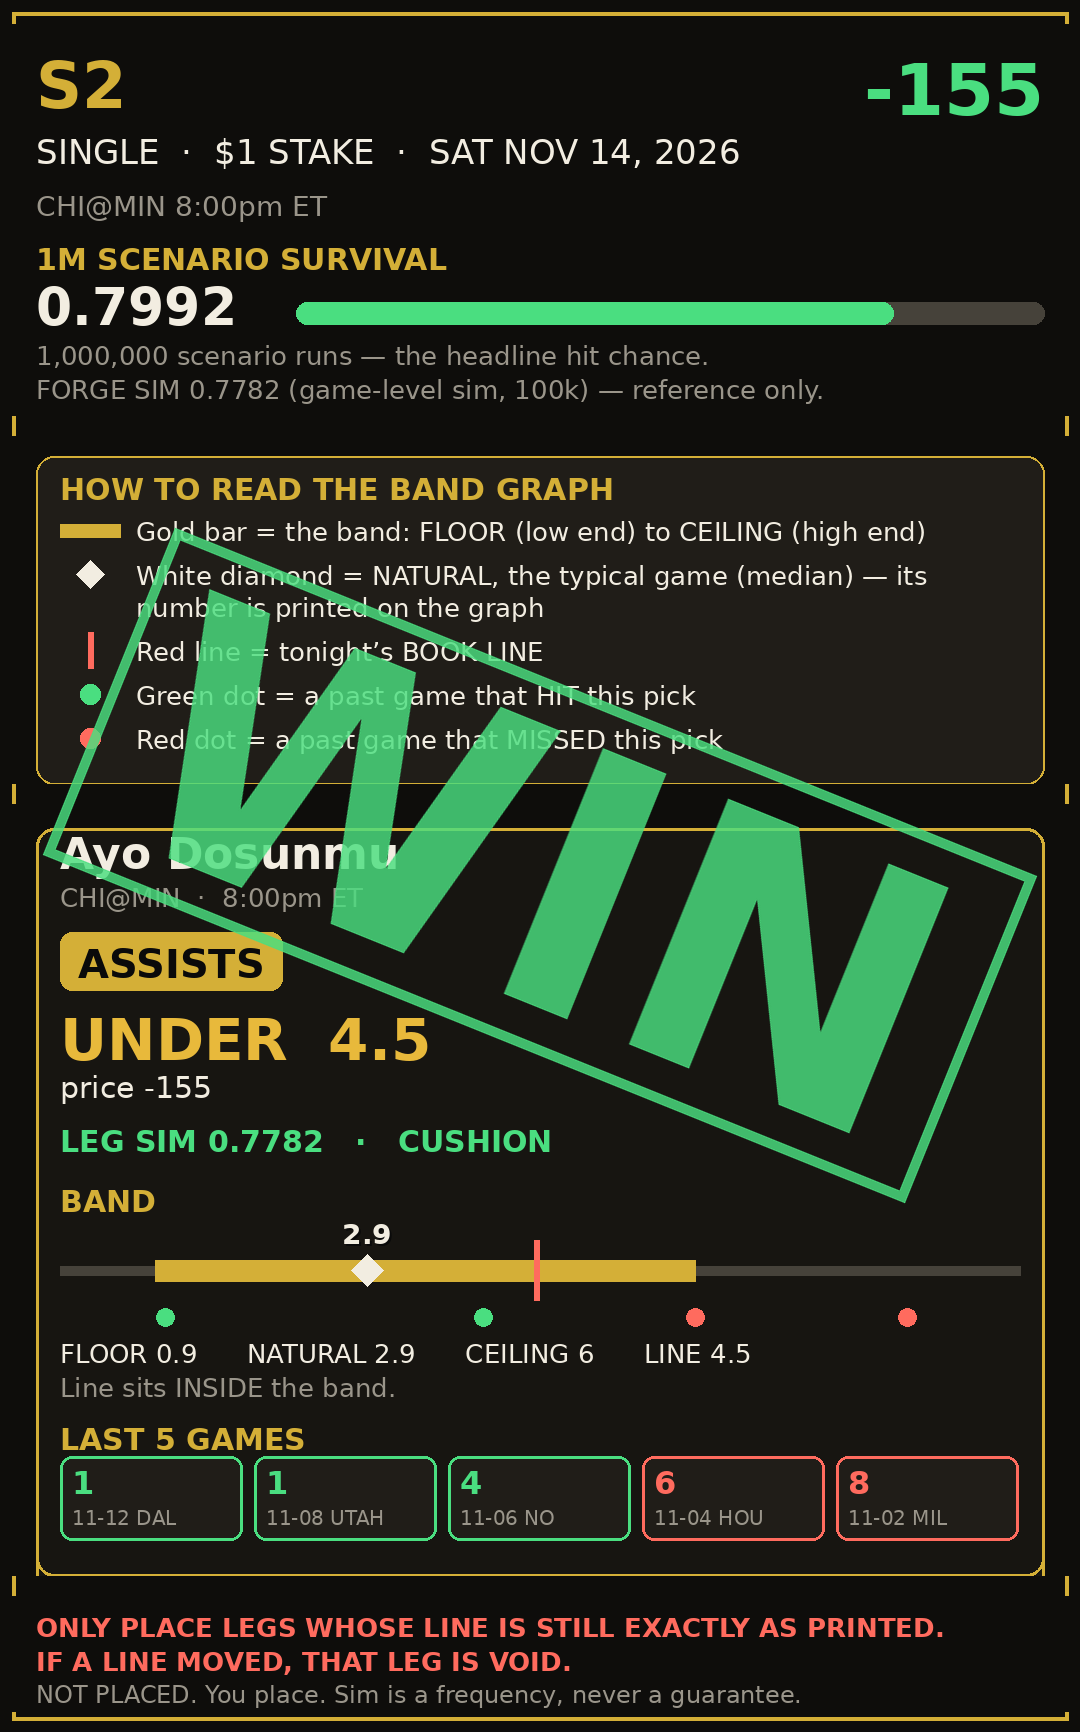 S2
-155
SINGLE · $1 STAKE · SAT NOV 14, 2026
CHI@MIN 8:00pm ET
1M SCENARIO SURVIVAL
0.7992
1,000,000 scenario runs — the headline hit chance.
FORGE SIM 0.7782 (game-level sim, 100k) — reference only.
HOW TO READ THE BAND GRAPH
Gold bar = the band: FLOOR (low end) to CEILING (high end)
White diamond = NATURAL, the typical game (median) — its
number is printed on the graph
Red line = tonight’s BOOK LINE
Green dot = a past game that HIT this pick
Red dot = a past game that MISSED this pick
WIN
Ayo Dosunmu
CHI@MIN · 8:00pm ET
ASSISTS
UNDER 4.5
price -155
LEG SIM 0.7782 · CUSHION
BAND
2.9
FLOOR 0.9 NATURAL 2.9 CEILING 6 LINE 4.5
Line sits INSIDE the band.
LAST 5 GAMES
1 1 4 6 8
11-12 DAL 11-08 UTAH 11-06 NO 11-04 HOU 11-02 MIL
ONLY PLACE LEGS WHOSE LINE IS STILL EXACTLY AS PRINTED.
IF A LINE MOVED, THAT LEG IS VOID.
NOT PLACED. You place. Sim is a frequency, never a guarantee.